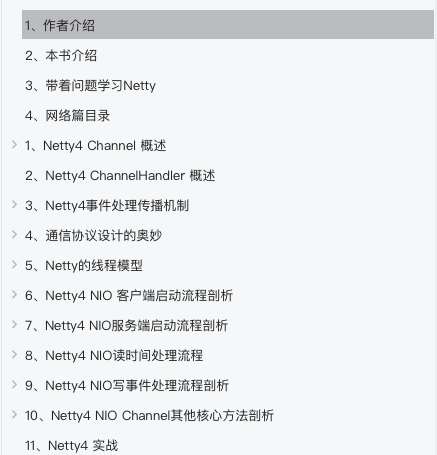 1、作者介绍
2、本书介绍
3、带着问题学习Netty
4、网络篇目录
1、Netty4 Channel 概述
2、Netty4 ChannelHandler 概述
3、Netty4事件处理传播机制
4、通信协议设计的奥妙
5、Netty的线程模型
6、Netty4 NIO 客户端启动流程剖析
7、Netty4 NIO服务端启动流程剖析
8、Netty4 NIO读时间处理流程
9、Netty4 NIO写事件处理流程剖析
10、Netty4 NIO Channel其他核心方法剖析
11、Netty4 实战